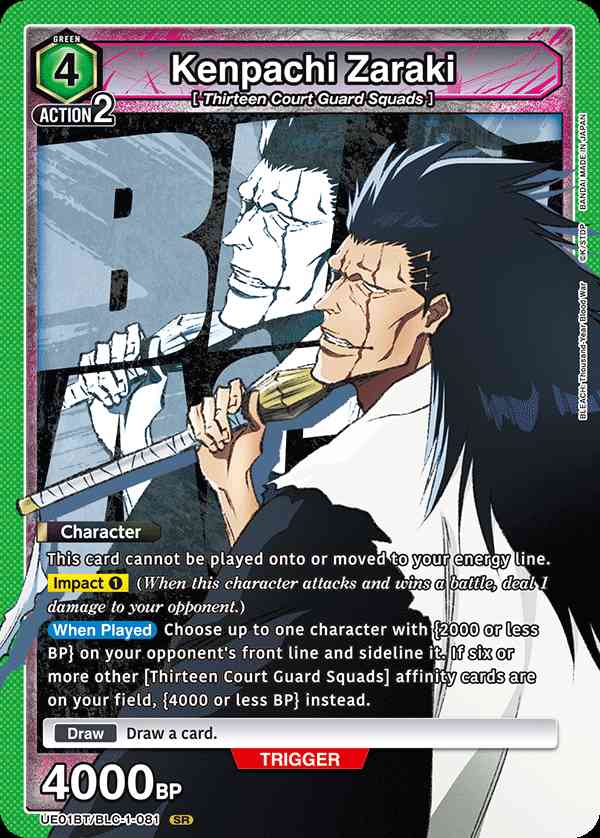 GREEN
4
Kenpachi Zaraki
[ Thirteen Court Guard Squads ]
ACTION 2
BANDAI MADE IN JAPAN
©K/STDP
BLEACH: Thousand-Year Blood War
Character
This card cannot be played onto or moved to your energy line.
Impact ❶ (When this character attacks and wins a battle, deal 1
damage to your opponent.)
When Played Choose up to one character with {2000 or less
BP} on your opponent's front line and sideline it. If six or
more other [Thirteen Court Guard Squads] affinity cards are
on your field, {4000 or less BP} instead.
Draw Draw a card.
TRIGGER
4000 BP
UE01BT/BLC-1-081 SR